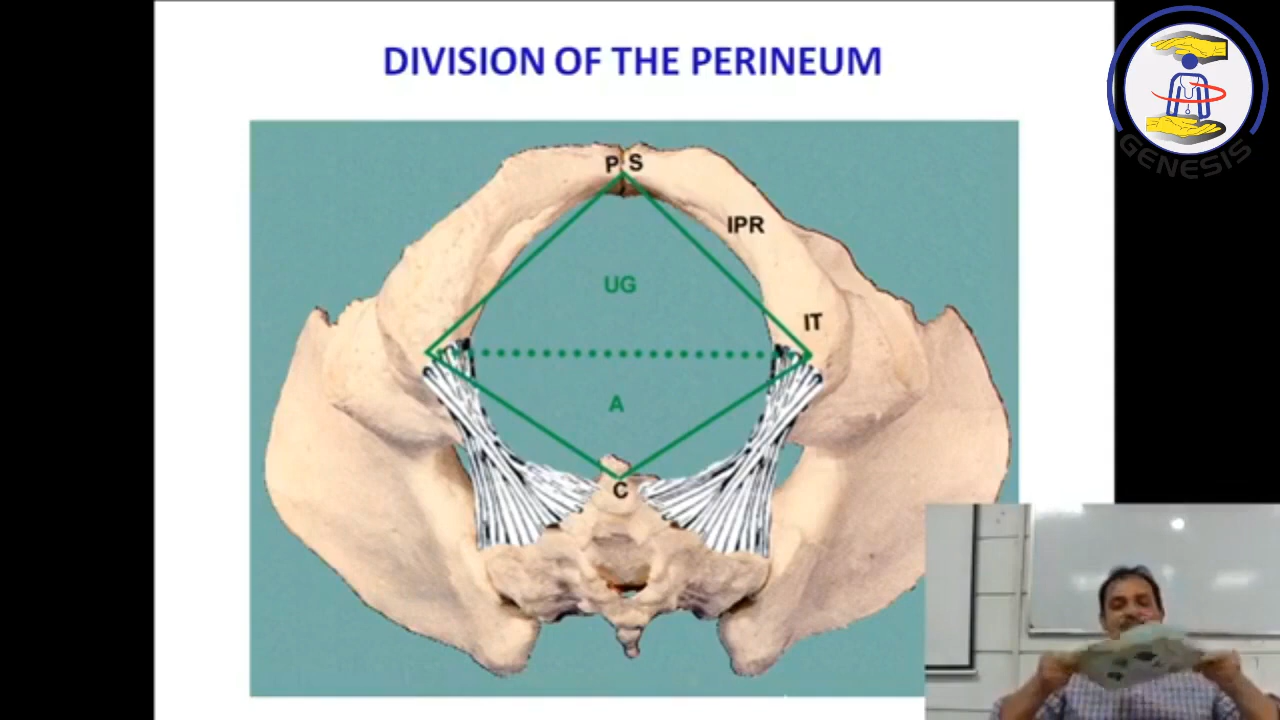 DIVISION OF THE PERINEUM
GENESIS
P S
IPR
UG
IT
A
C